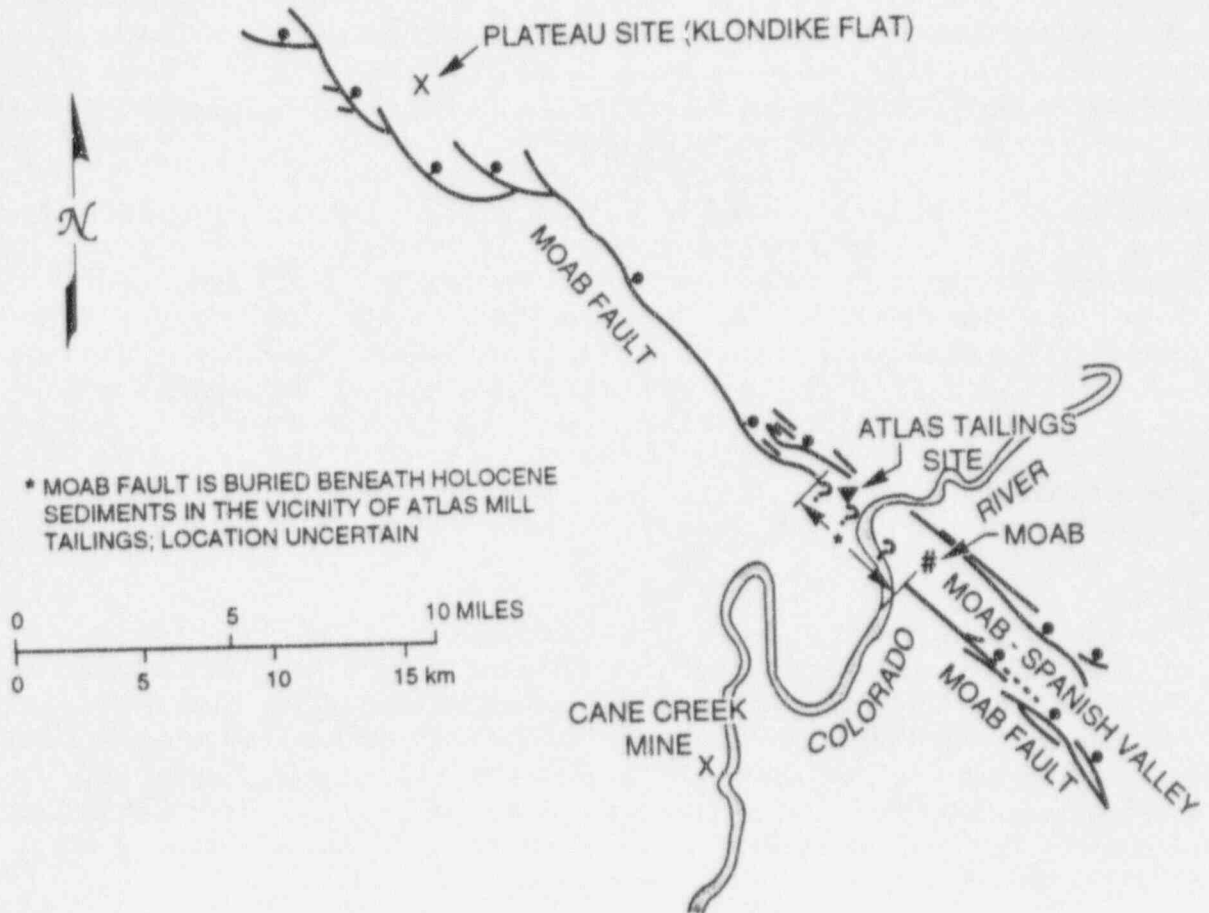 PLATEAU SITE (KLONDIKE FLAT)
X
N
MOAB FAULT
ATLAS TAILINGS
SITE
?
?
*
?
RIVER
MOAB
#
* MOAB FAULT IS BURIED BENEATH HOLOCENE
SEDIMENTS IN THE VICINITY OF ATLAS MILL
TAILINGS; LOCATION UNCERTAIN
0 5 10 MILES
0 5 10 15 km
MOAB - SPANISH VALLEY
MOAB FAULT
COLORADO
CANE CREEK
MINE
X